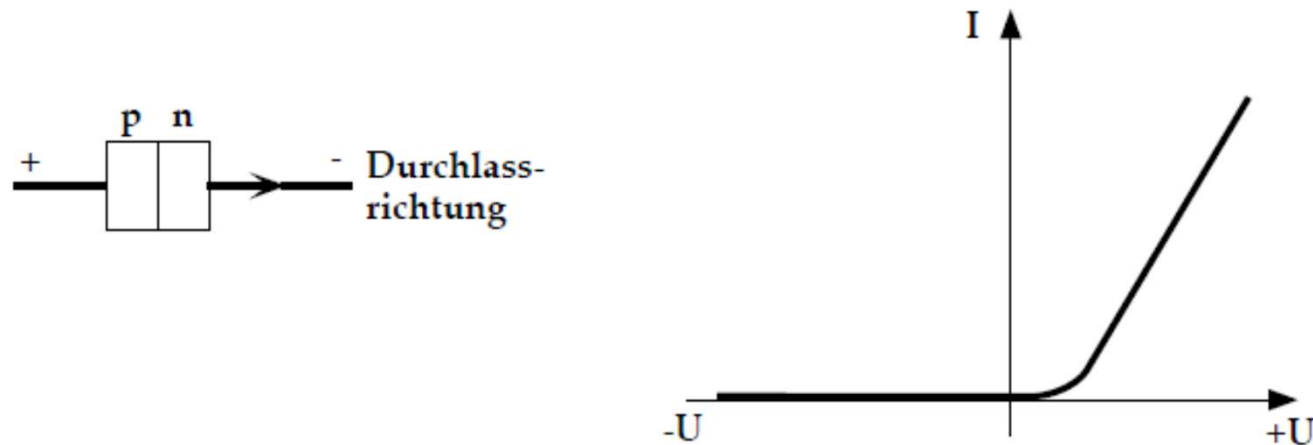 p n
+ - Durchlass-
richtung
I
-U +U